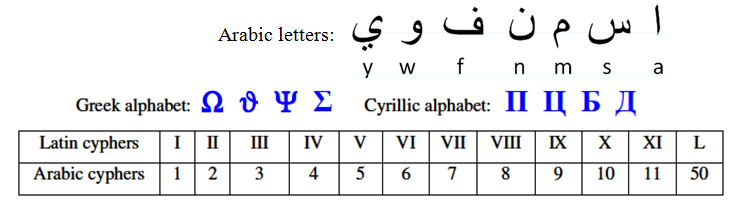 Arabic letters: ا س م ن ف و ي
y w f n m s a
Greek alphabet: Ω ϑ Ψ Σ Cyrillic alphabet: П Ц Б Д
Latin cyphers I II III IV V VI VII VIII IX X XI L
Arabic cyphers 1 2 3 4 5 6 7 8 9 10 11 50